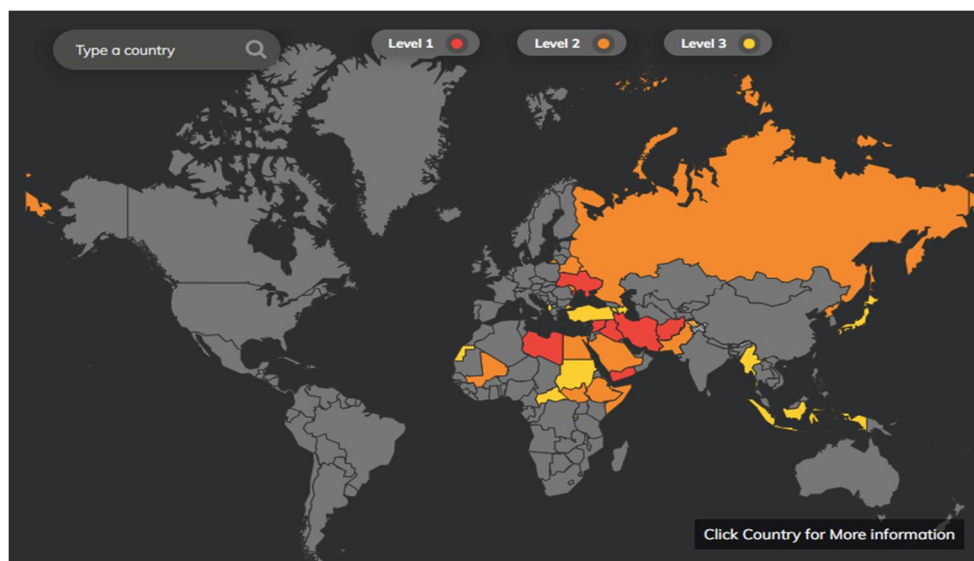 Type a country
Level 1
Level 2
Level 3
Click Country for More information